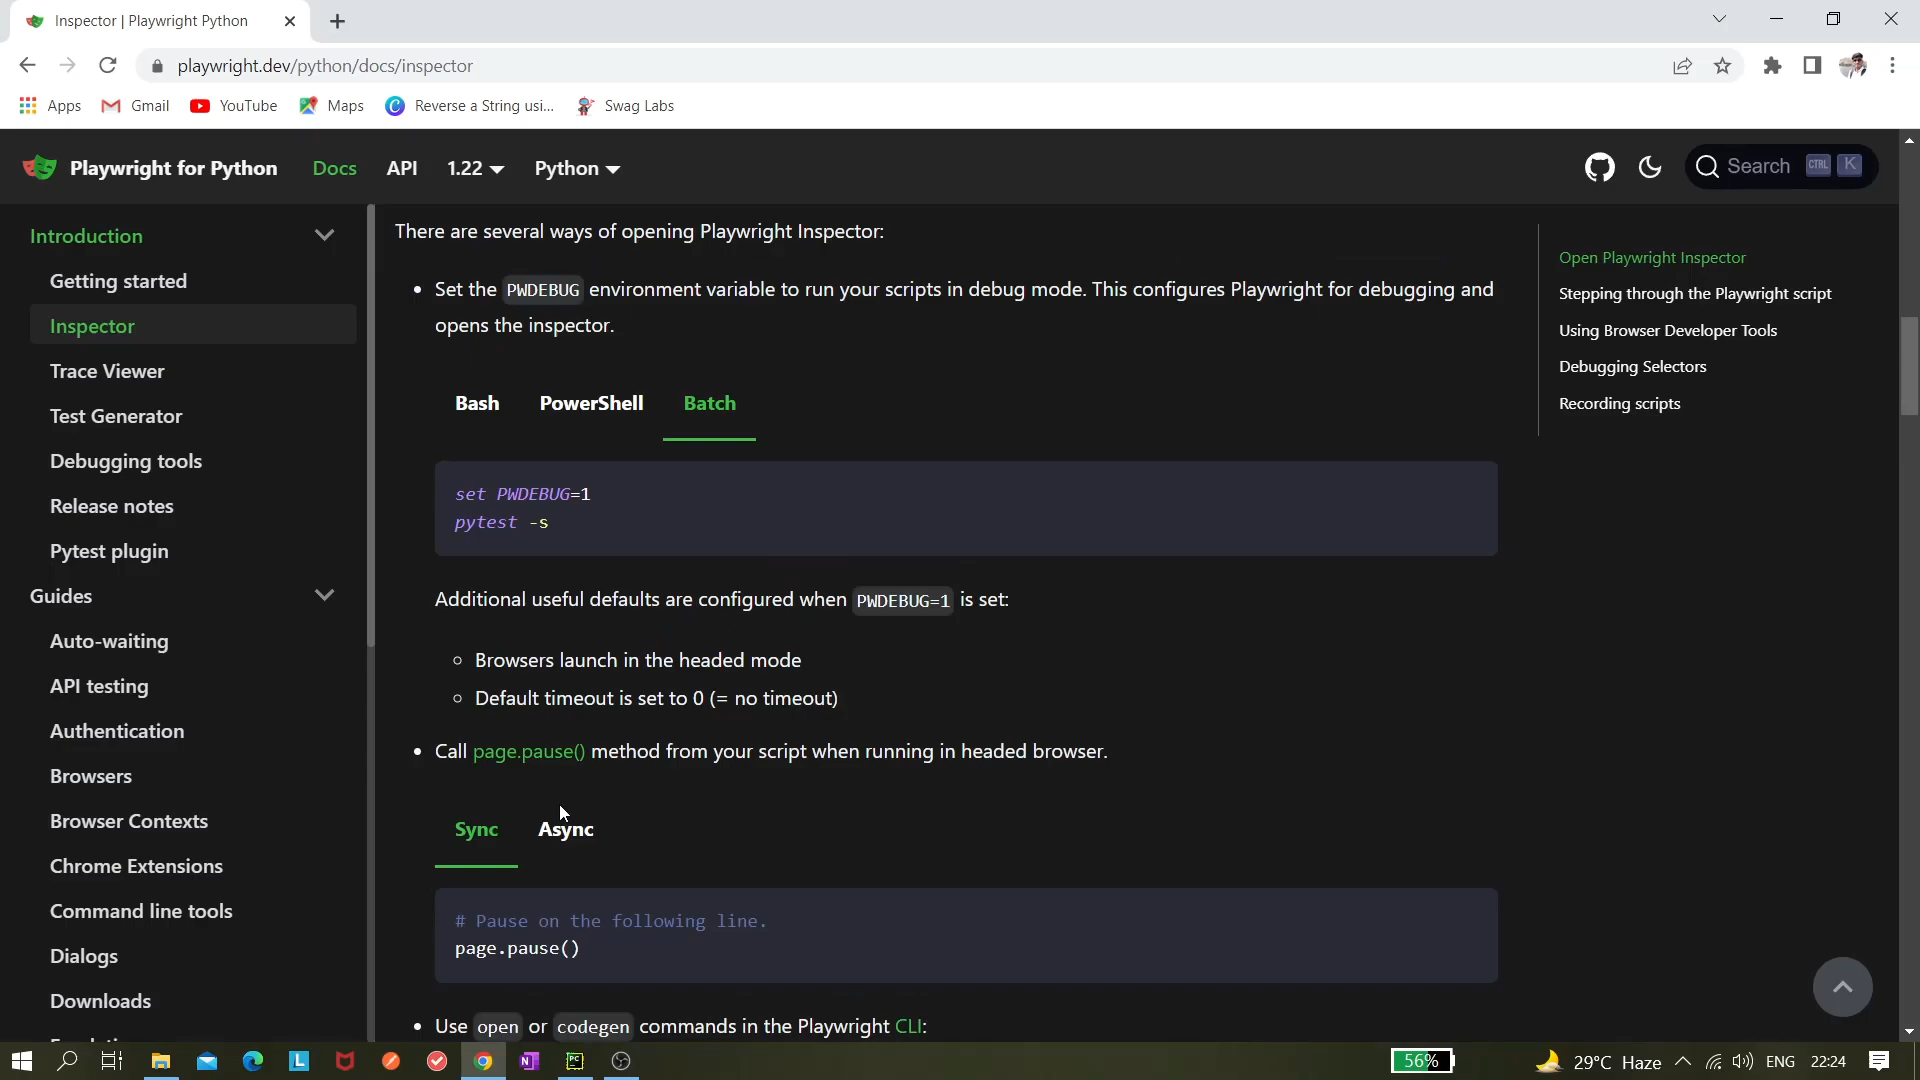 Inspector | Playwright Python
playwright.dev/python/docs/inspector
Apps Gmail YouTube Maps Reverse a String usi... Swag Labs
Playwright for Python Docs API 1.22 Python Search CTRL K
Introduction
Getting started
Inspector
Trace Viewer
Test Generator
Debugging tools
Release notes
Pytest plugin
Guides
Auto-waiting
API testing
Authentication
Browsers
Browser Contexts
Chrome Extensions
Command line tools
Dialogs
Downloads
There are several ways of opening Playwright Inspector:
Set the PWDEBUG environment variable to run your scripts in debug mode. This configures Playwright for debugging and
opens the inspector.
Bash PowerShell Batch
set PWDEBUG=1
pytest -s
Additional useful defaults are configured when PWDEBUG=1 is set:
Browsers launch in the headed mode
Default timeout is set to 0 (= no timeout)
Call page.pause() method from your script when running in headed browser.
Sync Async
# Pause on the following line.
page.pause()
Use open or codegen commands in the Playwright CLI:
Open Playwright Inspector
Stepping through the Playwright script
Using Browser Developer Tools
Debugging Selectors
Recording scripts
56% 29°C Haze ENG 22:24